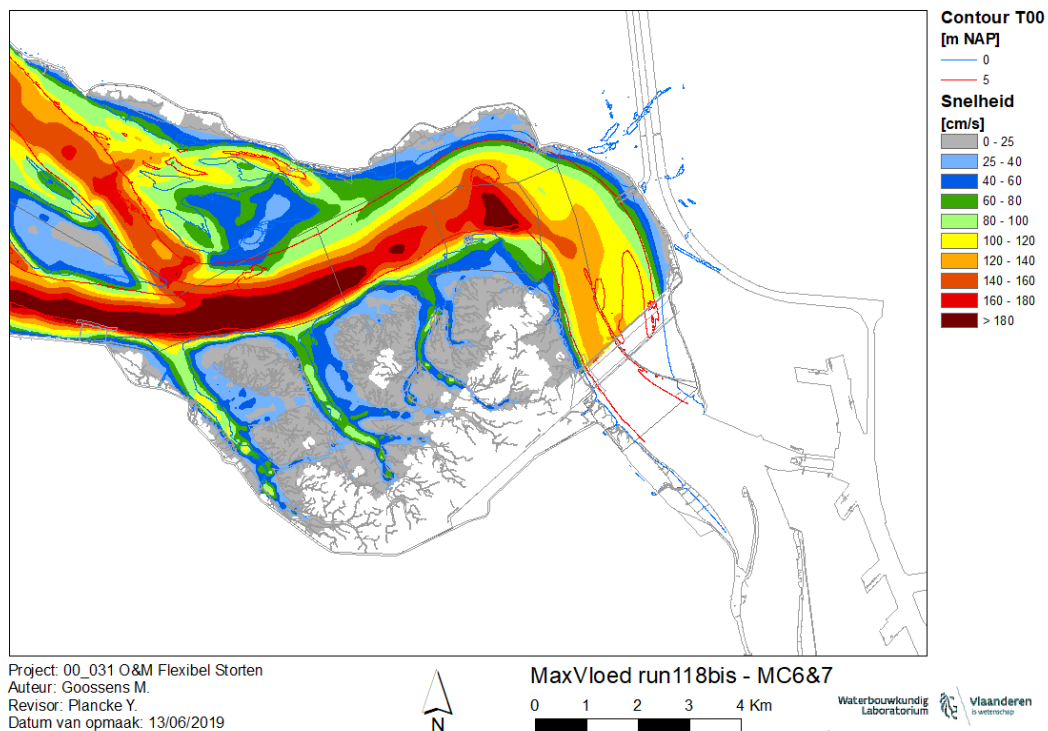 Contour T00
[m NAP]
0
5
Snelheid
[cm/s]
0 - 25
25 - 40
40 - 60
60 - 80
80 - 100
100 - 120
120 - 140
140 - 160
160 - 180
> 180
Project: 00_031 O&M Flexibel Storten
Auteur: Goossens M.
Revisor: Plancke Y.
Datum van opmaak: 13/06/2019
N
MaxVloed run118bis - MC6&7
0 1 2 3 4 Km
Waterbouwkundig
Laboratorium
Vlaanderen
is wetenschap